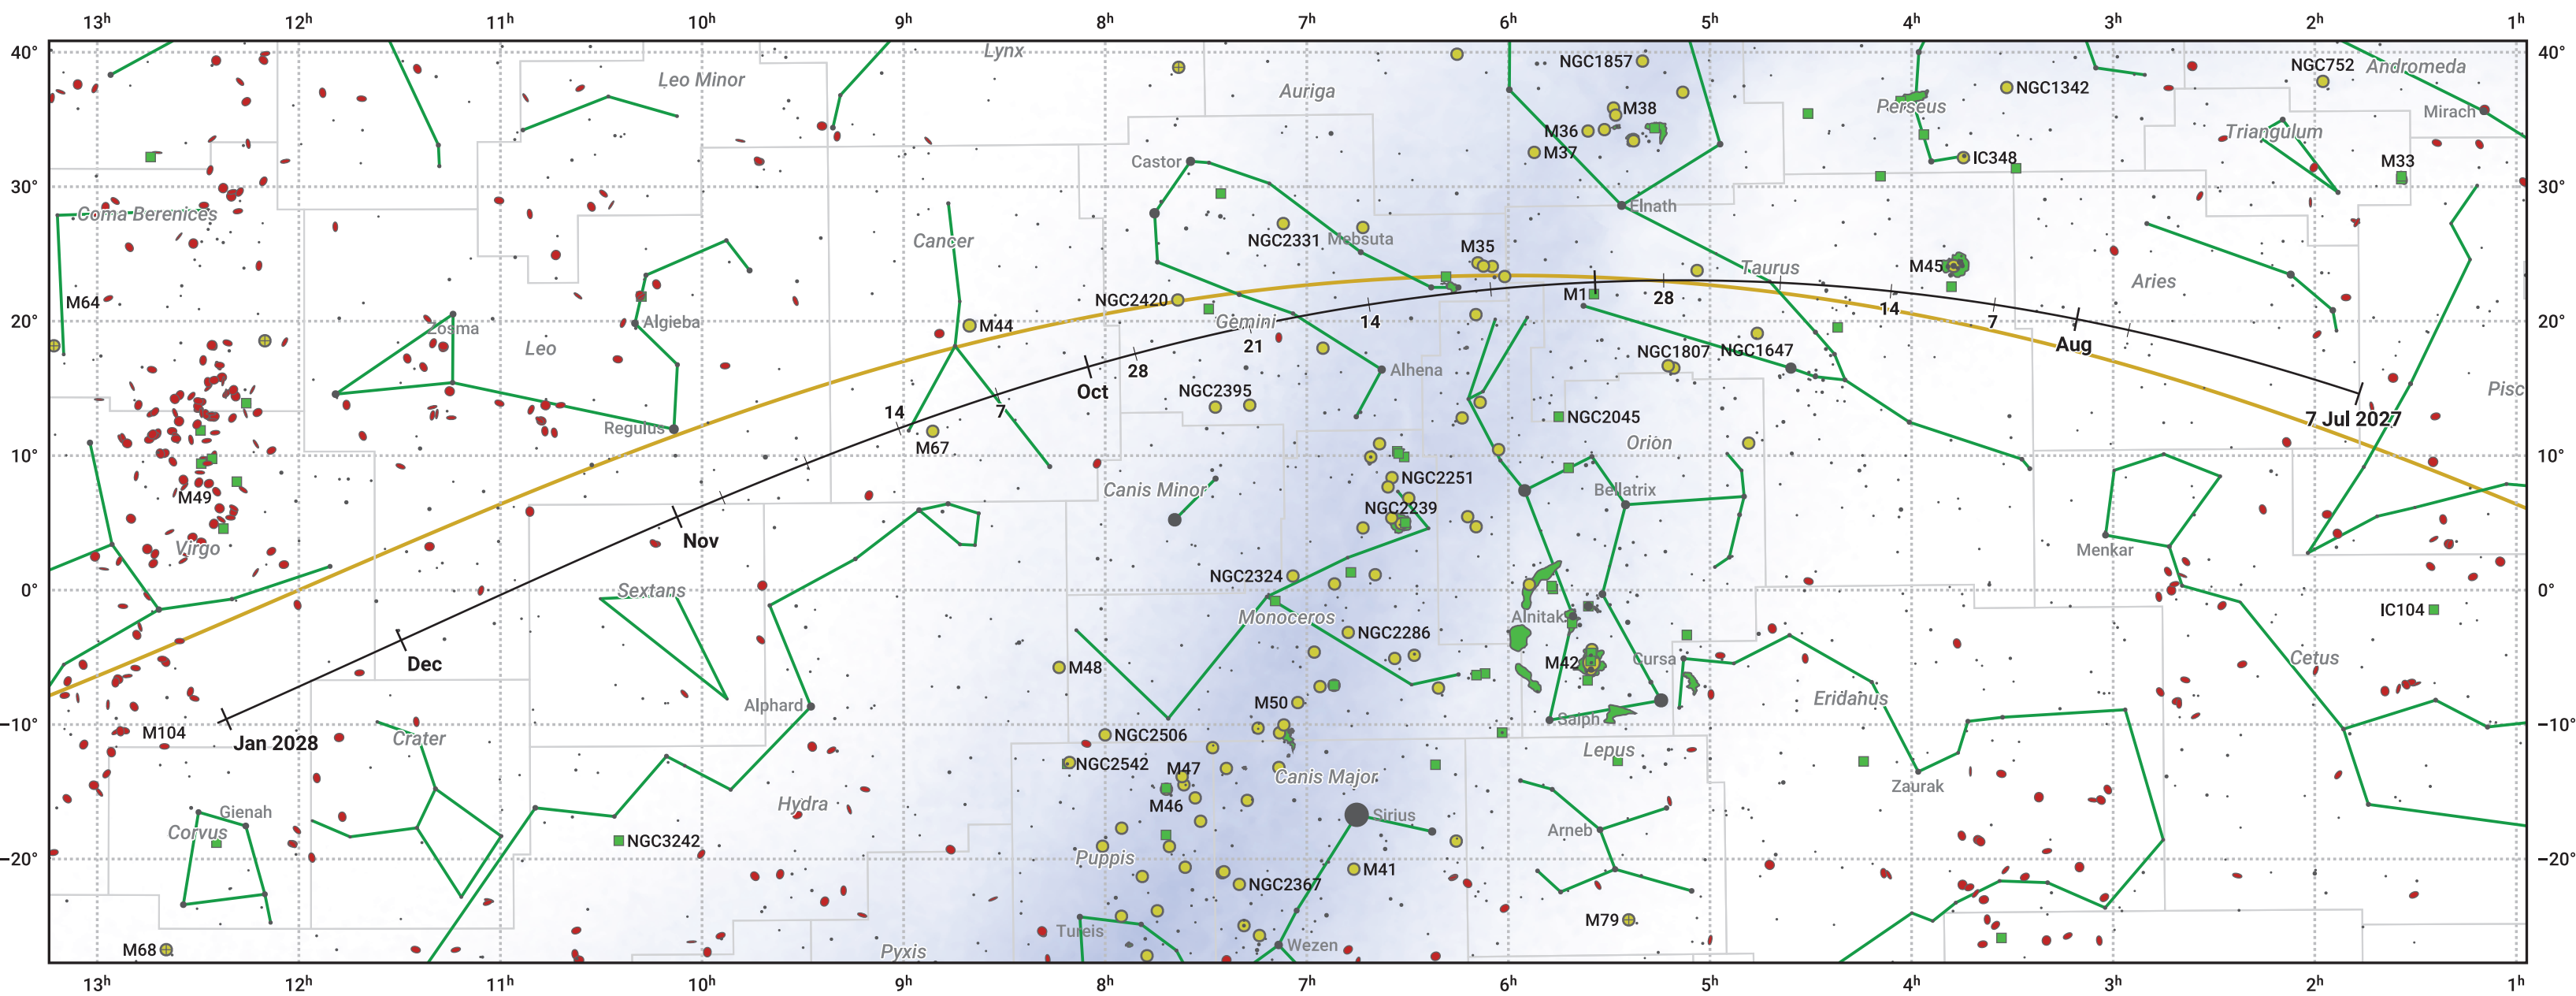 13h 12h 11h 10h 9h 8h 7h 6h 5h 4h 3h 2h 1h
40° Lynx 40°
NGC1857 NGC752 Andromeda
Leo Minor Auriga NGC1342
M38 Perseus Mirach
M36 Triangulum
M37 Castor IC348 M33
30° 30°
Coma Berenices Elnath
Cancer NGC2331 Mebsuta M35
M45 Taurus Aries
M64 NGC2420 M1 28 14
20° Zosma Algieba M44 Gemini 14 7 20°
Leo 21 Aug
28 NGC1807 NGC1647
Oct Alhena
NGC2395 7 Pisc
14 7 Jul 2027
Regulus M67 NGC2045
Orion
10° 10°
NGC2251
M49 Canis Minor Bellatrix
NGC2239
Nov
Virgo Menkar
0° Sextans NGC2324 0°
Monoceros Alnitak IC104
NGC2286
Dec M48 M42 Cursa Cetus
Alphard M50 Eridanus
−10° Saiph −10°
M104 Jan 2028 Crater NGC2506
Lepus
NGC2542 M47 Canis Major Zaurak
Hydra M46
Gienah Sirius
Corvus NGC3242 Arneb
−20° Puppis M41 −20°
NGC2367
M79
Tureis
M68 Pyxis Wezen
13h 12h 11h 10h 9h 8h 7h 6h 5h 4h 3h 2h 1h